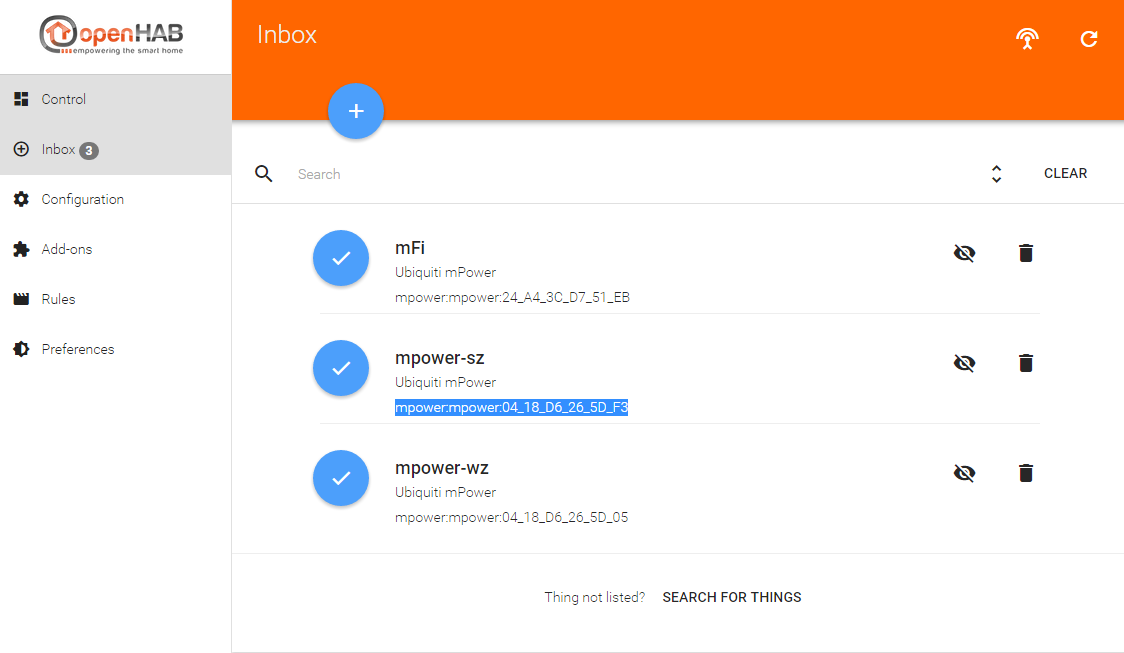 openHAB
empowering the smart home
Inbox
Control
Inbox 3
Configuration
Add-ons
Rules
Preferences
Search
CLEAR
mFi
Ubiquiti mPower
mpower:mpower:24_A4_3C_D7_51_EB
mpower-sz
Ubiquiti mPower
mpower:mpower:04_18_D6_26_5D_F3
mpower-wz
Ubiquiti mPower
mpower:mpower:04_18_D6_26_5D_05
Thing not listed? SEARCH FOR THINGS